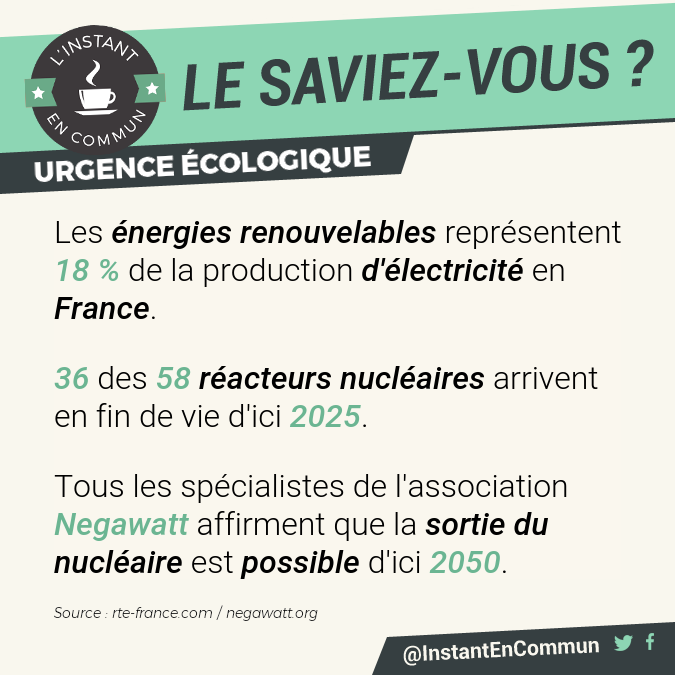 L'INSTANT
EN COMMUN
LE SAVIEZ-VOUS ?
URGENCE ÉCOLOGIQUE
Les énergies renouvelables représentent
18 % de la production d'électricité en
France.
36 des 58 réacteurs nucléaires arrivent
en fin de vie d'ici 2025.
Tous les spécialistes de l'association
Negawatt affirment que la sortie du
nucléaire est possible d'ici 2050.
Source : rte-france.com / negawatt.org
@InstantEnCommun